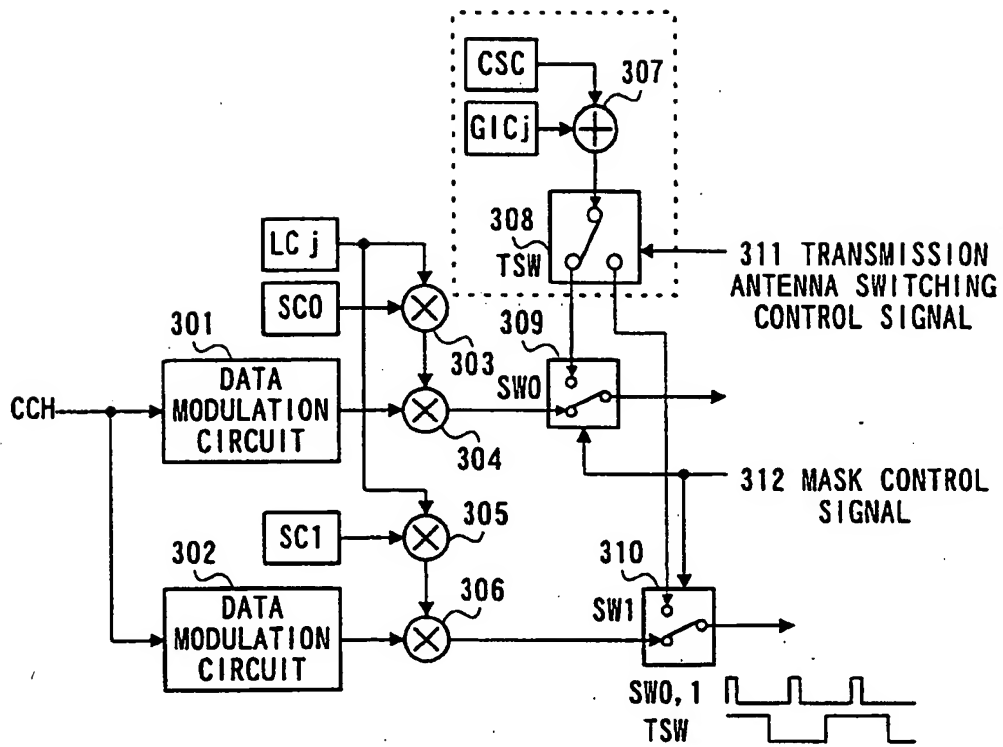 CSC
307
GICj
308
TSW
311 TRANSMISSION
ANTENNA SWITCHING
CONTROL SIGNAL
LCj
SC0
303
309
SW0
301
DATA
MODULATION
CIRCUIT
CCH
304
312 MASK CONTROL
SIGNAL
SC1
305
302
DATA
MODULATION
CIRCUIT
306
310
SW1
SW0,1
TSW